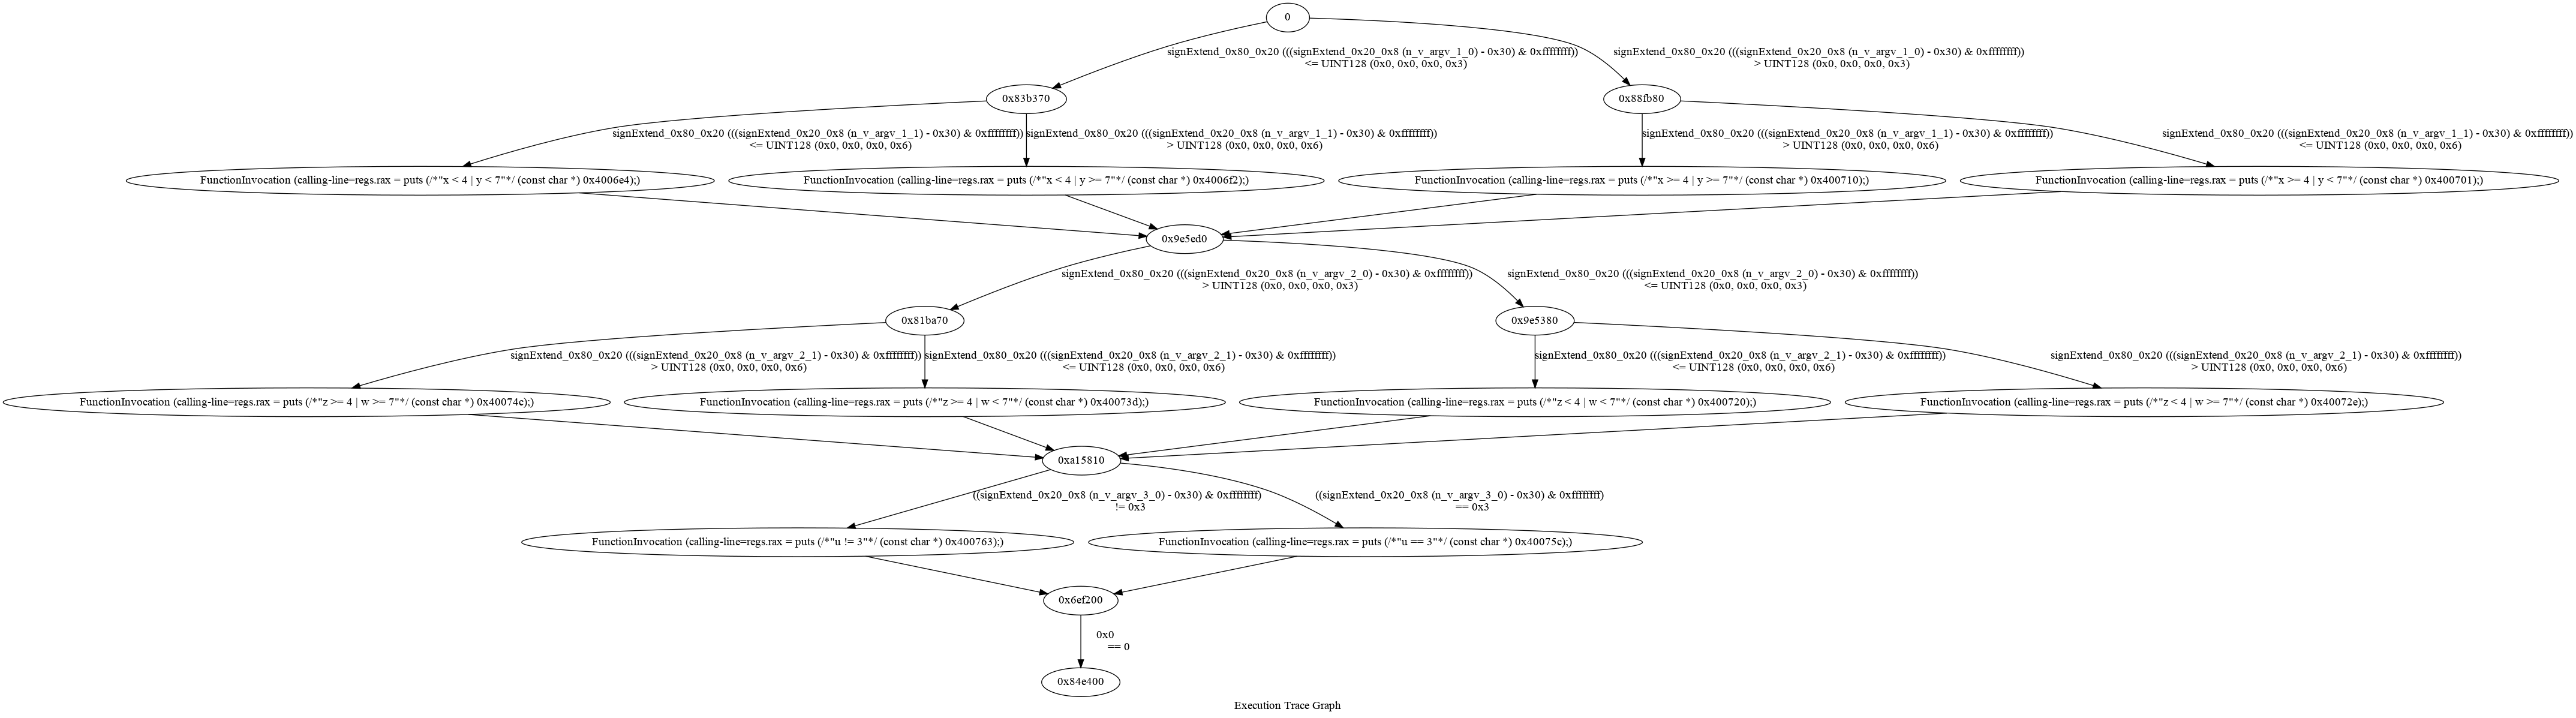 0
signExtend_0x80_0x20 (((signExtend_0x20_0x8 (n_v_argv_1_0) - 0x30) & 0xffffffff))
<= UINT128 (0x0, 0x0, 0x0, 0x3)
signExtend_0x80_0x20 (((signExtend_0x20_0x8 (n_v_argv_1_0) - 0x30) & 0xffffffff))
> UINT128 (0x0, 0x0, 0x0, 0x3)
0x83b370
0x88fb80
signExtend_0x80_0x20 (((signExtend_0x20_0x8 (n_v_argv_1_1) - 0x30) & 0xffffffff))
<= UINT128 (0x0, 0x0, 0x0, 0x6)
signExtend_0x80_0x20 (((signExtend_0x20_0x8 (n_v_argv_1_1) - 0x30) & 0xffffffff))
> UINT128 (0x0, 0x0, 0x0, 0x6)
signExtend_0x80_0x20 (((signExtend_0x20_0x8 (n_v_argv_1_1) - 0x30) & 0xffffffff))
> UINT128 (0x0, 0x0, 0x0, 0x6)
signExtend_0x80_0x20 (((signExtend_0x20_0x8 (n_v_argv_1_1) - 0x30) & 0xffffffff))
<= UINT128 (0x0, 0x0, 0x0, 0x6)
FunctionInvocation (calling-line=regs.rax = puts (/*"x < 4 | y < 7"*/ (const char *) 0x4006e4);)
FunctionInvocation (calling-line=regs.rax = puts (/*"x < 4 | y >= 7"*/ (const char *) 0x4006f2);)
FunctionInvocation (calling-line=regs.rax = puts (/*"x >= 4 | y >= 7"*/ (const char *) 0x400710);)
FunctionInvocation (calling-line=regs.rax = puts (/*"x >= 4 | y < 7"*/ (const char *) 0x400701);)
0x9e5ed0
signExtend_0x80_0x20 (((signExtend_0x20_0x8 (n_v_argv_2_0) - 0x30) & 0xffffffff))
> UINT128 (0x0, 0x0, 0x0, 0x3)
signExtend_0x80_0x20 (((signExtend_0x20_0x8 (n_v_argv_2_0) - 0x30) & 0xffffffff))
<= UINT128 (0x0, 0x0, 0x0, 0x3)
0x81ba70
0x9e5380
signExtend_0x80_0x20 (((signExtend_0x20_0x8 (n_v_argv_2_1) - 0x30) & 0xffffffff))
> UINT128 (0x0, 0x0, 0x0, 0x6)
signExtend_0x80_0x20 (((signExtend_0x20_0x8 (n_v_argv_2_1) - 0x30) & 0xffffffff))
<= UINT128 (0x0, 0x0, 0x0, 0x6)
signExtend_0x80_0x20 (((signExtend_0x20_0x8 (n_v_argv_2_1) - 0x30) & 0xffffffff))
<= UINT128 (0x0, 0x0, 0x0, 0x6)
signExtend_0x80_0x20 (((signExtend_0x20_0x8 (n_v_argv_2_1) - 0x30) & 0xffffffff))
> UINT128 (0x0, 0x0, 0x0, 0x6)
FunctionInvocation (calling-line=regs.rax = puts (/*"z >= 4 | w >= 7"*/ (const char *) 0x40074c);)
FunctionInvocation (calling-line=regs.rax = puts (/*"z >= 4 | w < 7"*/ (const char *) 0x40073d);)
FunctionInvocation (calling-line=regs.rax = puts (/*"z < 4 | w < 7"*/ (const char *) 0x400720);)
FunctionInvocation (calling-line=regs.rax = puts (/*"z < 4 | w >= 7"*/ (const char *) 0x40072e);)
0xa15810
((signExtend_0x20_0x8 (n_v_argv_3_0) - 0x30) & 0xffffffff)
!= 0x3
((signExtend_0x20_0x8 (n_v_argv_3_0) - 0x30) & 0xffffffff)
== 0x3
FunctionInvocation (calling-line=regs.rax = puts (/*"u != 3"*/ (const char *) 0x400763);)
FunctionInvocation (calling-line=regs.rax = puts (/*"u == 3"*/ (const char *) 0x40075c);)
0x6ef200
0x0
== 0
0x84e400
Execution Trace Graph